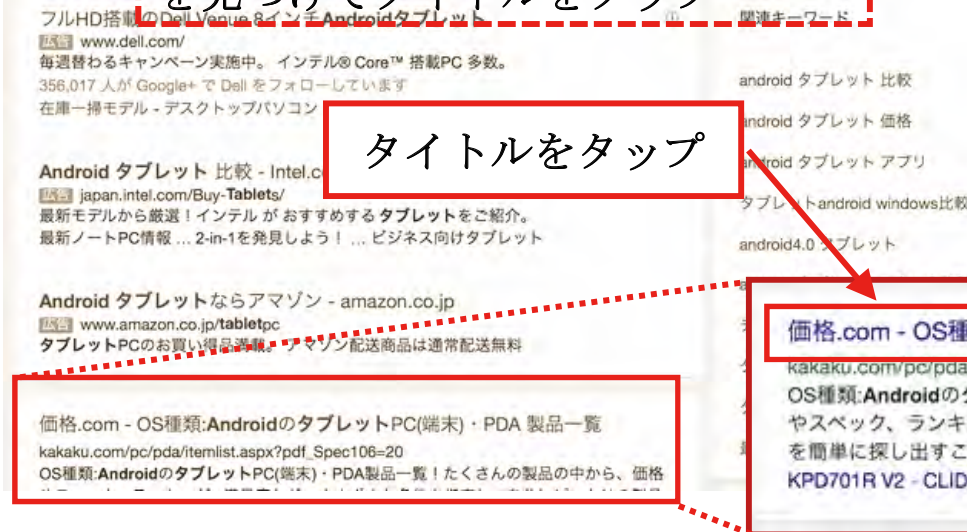 を見つけてタイトルをタップ
フルHD搭載のDell Venue 8インチAndroidタブレット
広告 www.dell.com/
毎週替わるキャンペーン実施中。 インテル® Core™ 搭載PC 多数。
356,017 人が Google+ で Dell をフォローしています
在庫一掃モデル - デスクトップパソコン
タイトルをタップ
Android タブレット 比較 - Intel.c
広告 japan.intel.com/Buy-Tablets/
最新モデルから厳選！インテル が おすすめする タブレットをご紹介。
最新ノートPC情報 … 2-in-1を発見しよう！ … ビジネス向けタブレット
Android タブレットならアマゾン - amazon.co.jp
広告 www.amazon.co.jp/tabletpc
タブレットPCのお買い得品満載。 アマゾン配送商品は通常配送無料
価格.com - OS種類:AndroidのタブレットPC(端末)・PDA 製品一覧
kakaku.com/pc/pda/itemlist.aspx?pdf_Spec106=20
OS種類:AndroidのタブレットPC(端末)・PDA製品一覧！たくさんの製品の中から、価格
関連キーワード
android タブレット 比較
android タブレット 価格
android タブレット アプリ
タブレットandroid windows比較
android4.0 タブレット
価格.com - OS種
kakaku.com/pc/pda
OS種類:Androidの
やスペック、ランキ
を簡単に探し出すこ
KPD701R V2 - CLID